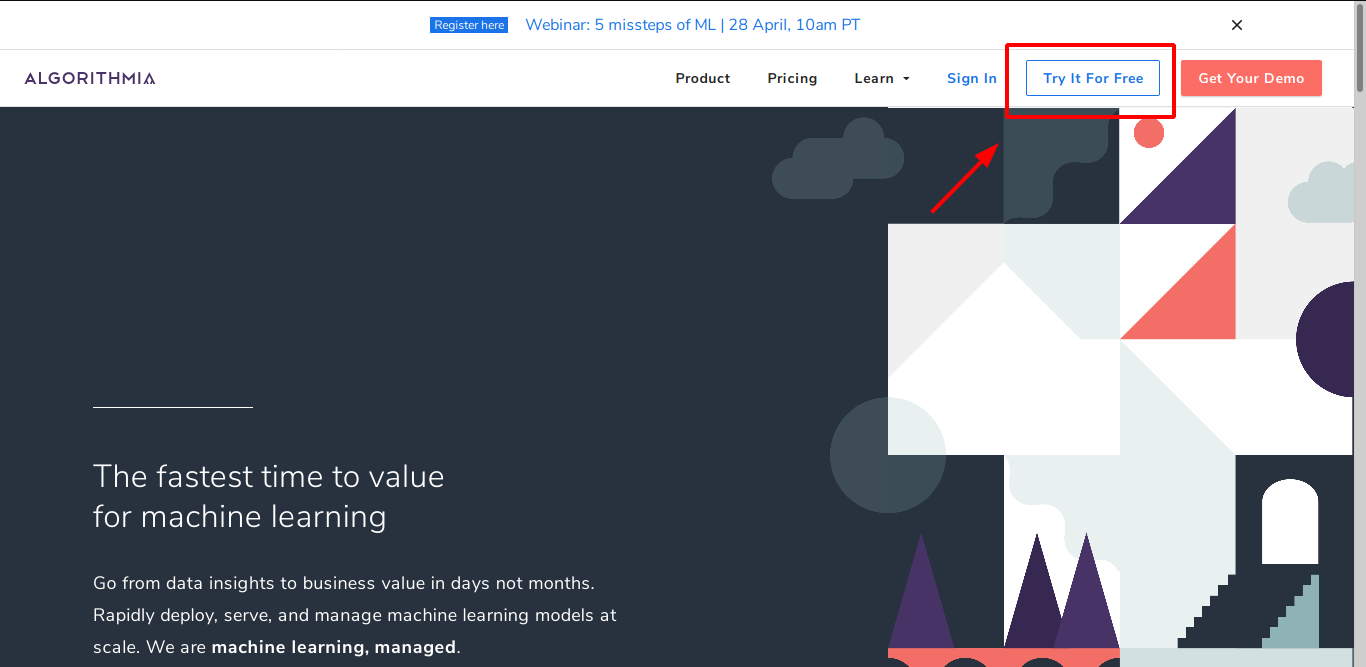 Register here Webinar: 5 missteps of ML | 28 April, 10am PT
ALGORITHMIA Product Pricing Learn Sign In Try It For Free Get Your Demo
The fastest time to value
for machine learning
Go from data insights to business value in days not months.
Rapidly deploy, serve, and manage machine learning models at
scale. We are machine learning, managed.